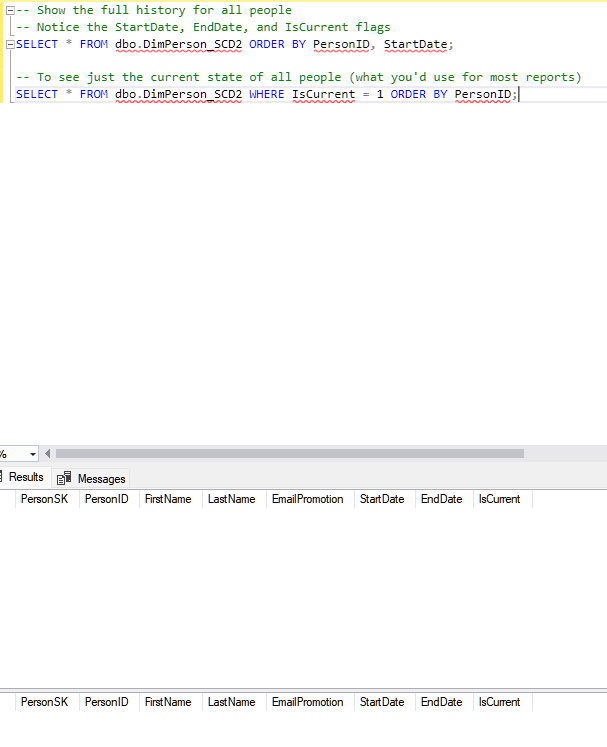 -- Show the full history for all people
-- Notice the StartDate, EndDate, and IsCurrent flags
SELECT * FROM dbo.DimPerson_SCD2 ORDER BY PersonID, StartDate;
-- To see just the current state of all people (what you'd use for most reports)
SELECT * FROM dbo.DimPerson_SCD2 WHERE IsCurrent = 1 ORDER BY PersonID;
%
Results Messages
PersonSK PersonID FirstName LastName EmailPromotion StartDate EndDate IsCurrent
PersonSK PersonID FirstName LastName EmailPromotion StartDate EndDate IsCurrent